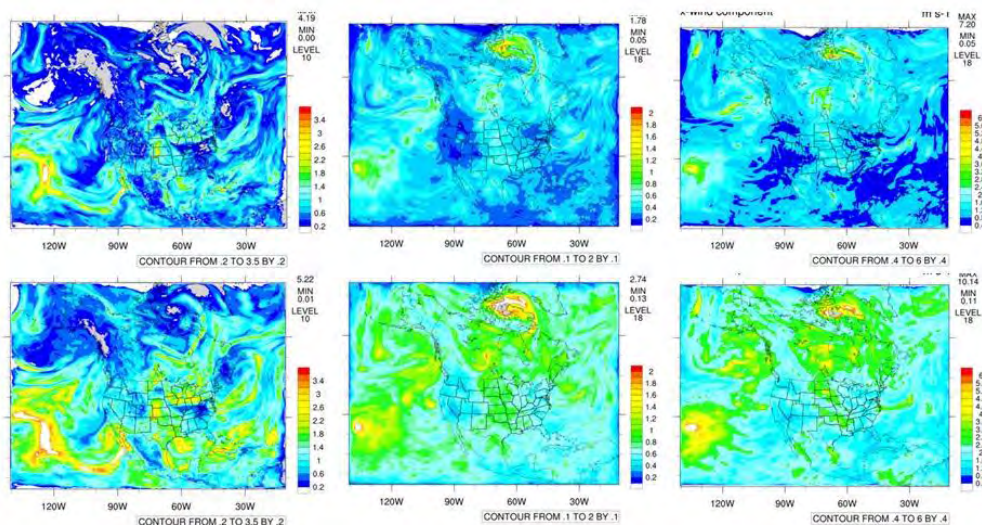 4.19
MIN
0.00
LEVEL
10
3.4
3
2.6
2.2
1.8
1.4
1
0.6
0.2
120W 90W 60W 30W
CONTOUR FROM .2 TO 3.5 BY .2
1.78
MIN
0.05
LEVEL
18
2
1.8
1.6
1.4
1.2
1
0.8
0.6
0.4
0.2
120W 90W 60W 30W
CONTOUR FROM .1 TO 2 BY .1
x-wind component m s-1
MAX
7.20
MIN
0.05
LEVEL
18
120W 90W 60W 30W
CONTOUR FROM .4 TO 6 BY .4
5.22
MIN
0.01
LEVEL
10
3.4
3
2.6
2.2
1.8
1.4
1
0.6
0.2
120W 90W 60W 30W
CONTOUR FROM .2 TO 3.5 BY .2
2.74
MIN
0.13
LEVEL
18
2
1.8
1.6
1.4
1.2
1
0.8
0.6
0.4
0.2
120W 90W 60W 30W
CONTOUR FROM .1 TO 2 BY .1
MAX
10.14
MIN
0.11
LEVEL
18
120W 90W 60W 30W
CONTOUR FROM .4 TO 6 BY .4